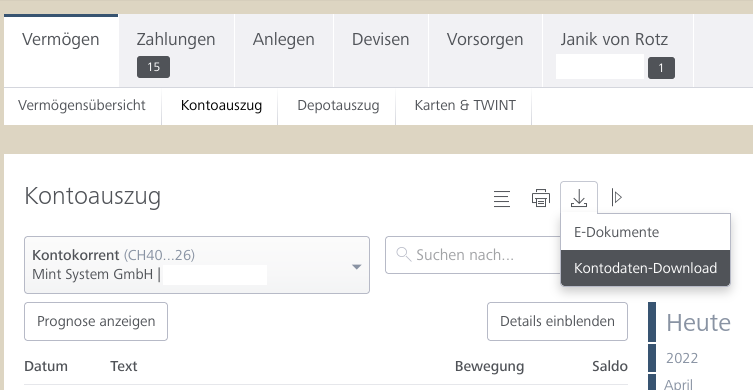 Vermögen Zahlungen Anlegen Devisen Vorsorgen Janik von Rotz
15 1
Vermögensübersicht Kontoauszug Depotauszug Karten & TWINT
Kontoauszug
E-Dokumente
Kontokorrent (CH40...26) Suchen nach...
Mint System GmbH |
Kontodaten-Download
Prognose anzeigen Details einblenden Heute
Datum Text Bewegung Saldo 2022
April